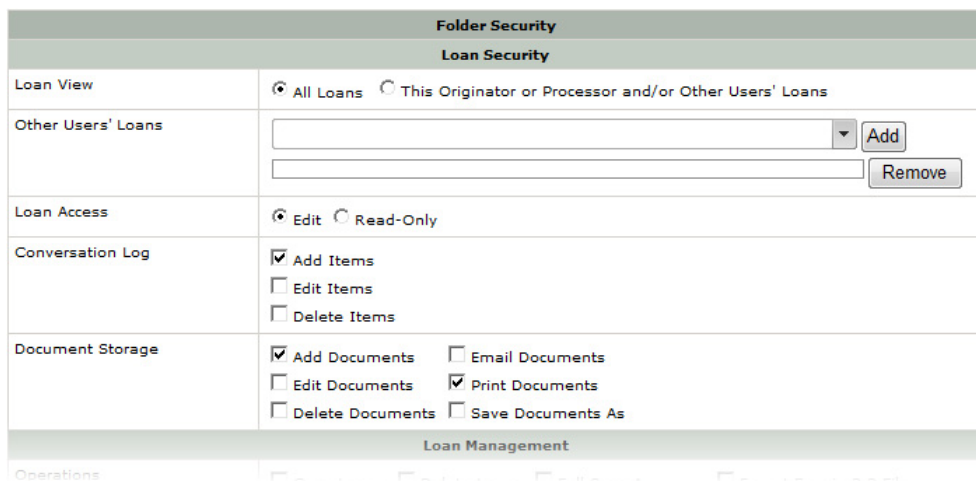 Folder Security
Loan Security
Loan View All Loans This Originator or Processor and/or Other Users' Loans
Other Users' Loans Add
Remove
Loan Access Edit Read-Only
Conversation Log Add Items
Edit Items
Delete Items
Document Storage Add Documents Email Documents
Edit Documents Print Documents
Delete Documents Save Documents As
Loan Management
Operations